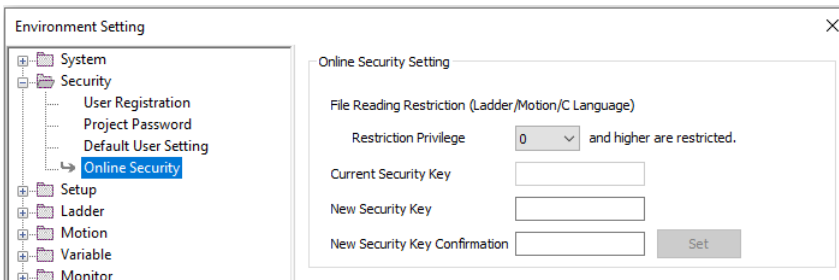 Environment Setting
System
Security
User Registration
Project Password
Default User Setting
Online Security
Setup
Ladder
Motion
Variable
Monitor
Online Security Setting
File Reading Restriction (Ladder/Motion/C Language)
Restriction Privilege 0 and higher are restricted.
Current Security Key
New Security Key
New Security Key Confirmation Set